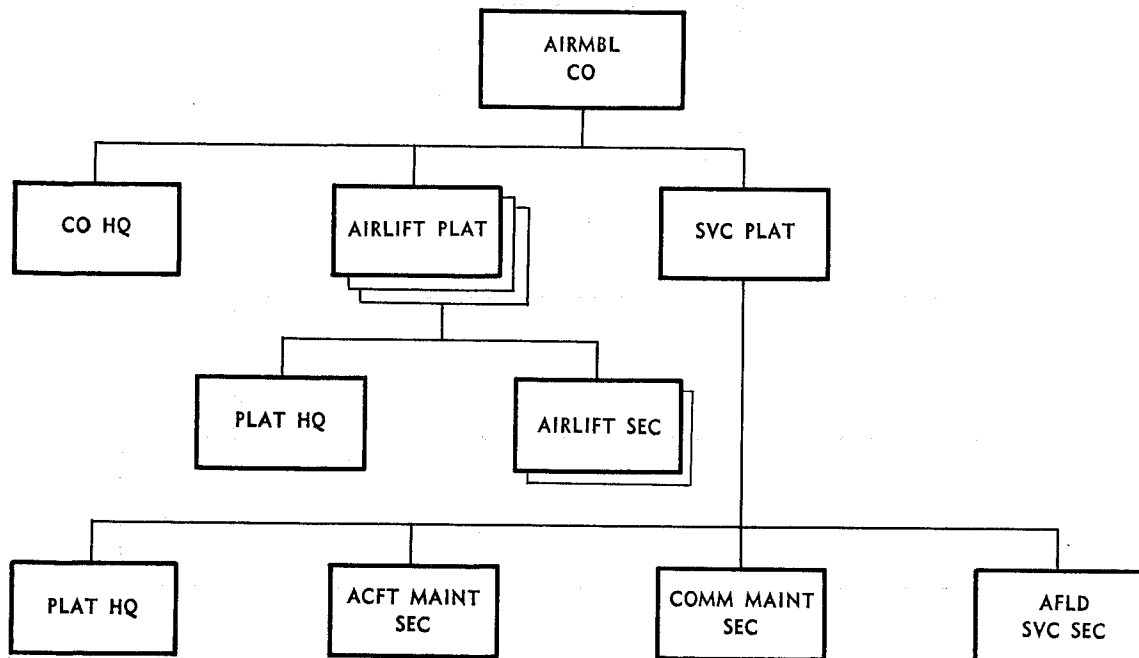 AIRMBL
CO
CO HQ
AIRLIFT PLAT
SVC PLAT
PLAT HQ
AIRLIFT SEC
PLAT HQ
ACFT MAINT
SEC
COMM MAINT
SEC
AFLD
SVC SEC